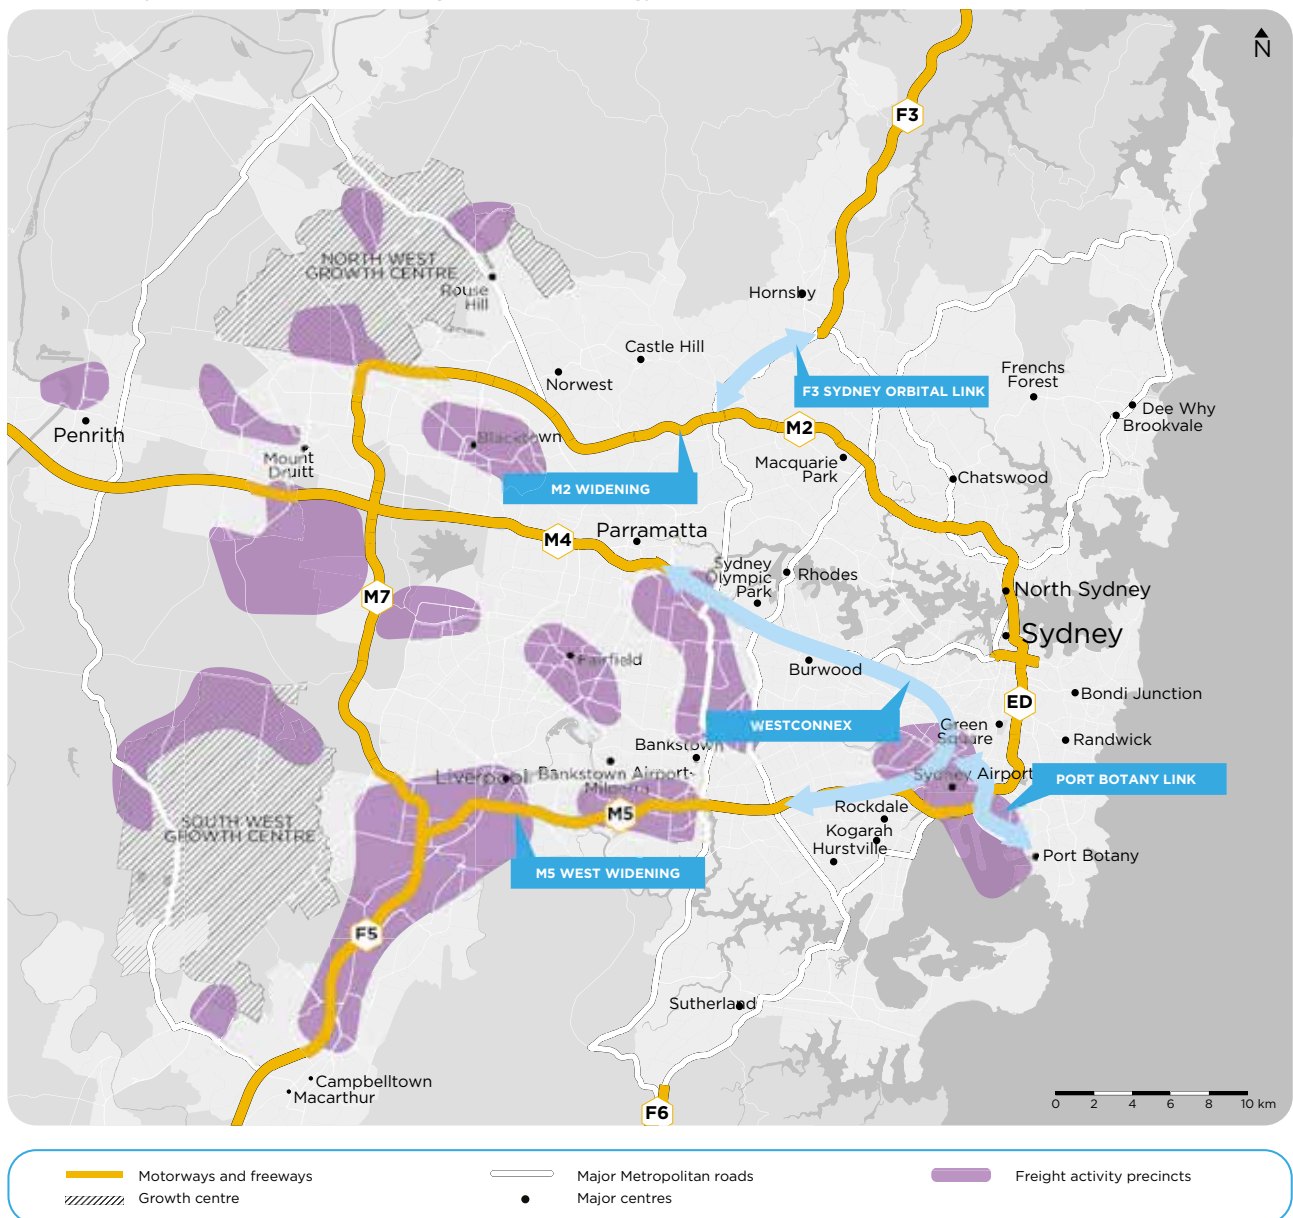 N
F3
NORTH WEST
GROWTH CENTRE
Rouse
Hill
Hornsby
Castle Hill
Norwest
F3 SYDNEY ORBITAL LINK
Frenchs
Forest
Dee Why
Brookvale
Penrith
Blacktown
M2
Mount
Druitt
Macquarie
Park
Chatswood
M2 WIDENING
M4
Parramatta
Sydney
Olympic
Park
Rhodes
M7
North Sydney
Sydney
Fairfield
Burwood
ED
Bondi Junction
WESTCONNEX
Green
Square
Randwick
Bankstown
Liverpool
Bankstown Airport-
Milperra
Sydney Airport
PORT BOTANY LINK
M5
Rockdale
Kogarah
Hurstville
SOUTH WEST
GROWTH CENTRE
Port Botany
M5 WEST WIDENING
F5
Sutherland
Campbelltown
Macarthur
F6
0 2 4 6 8 10 km
Motorways and freeways
Major Metropolitan roads
Freight activity precincts
Growth centre
Major centres